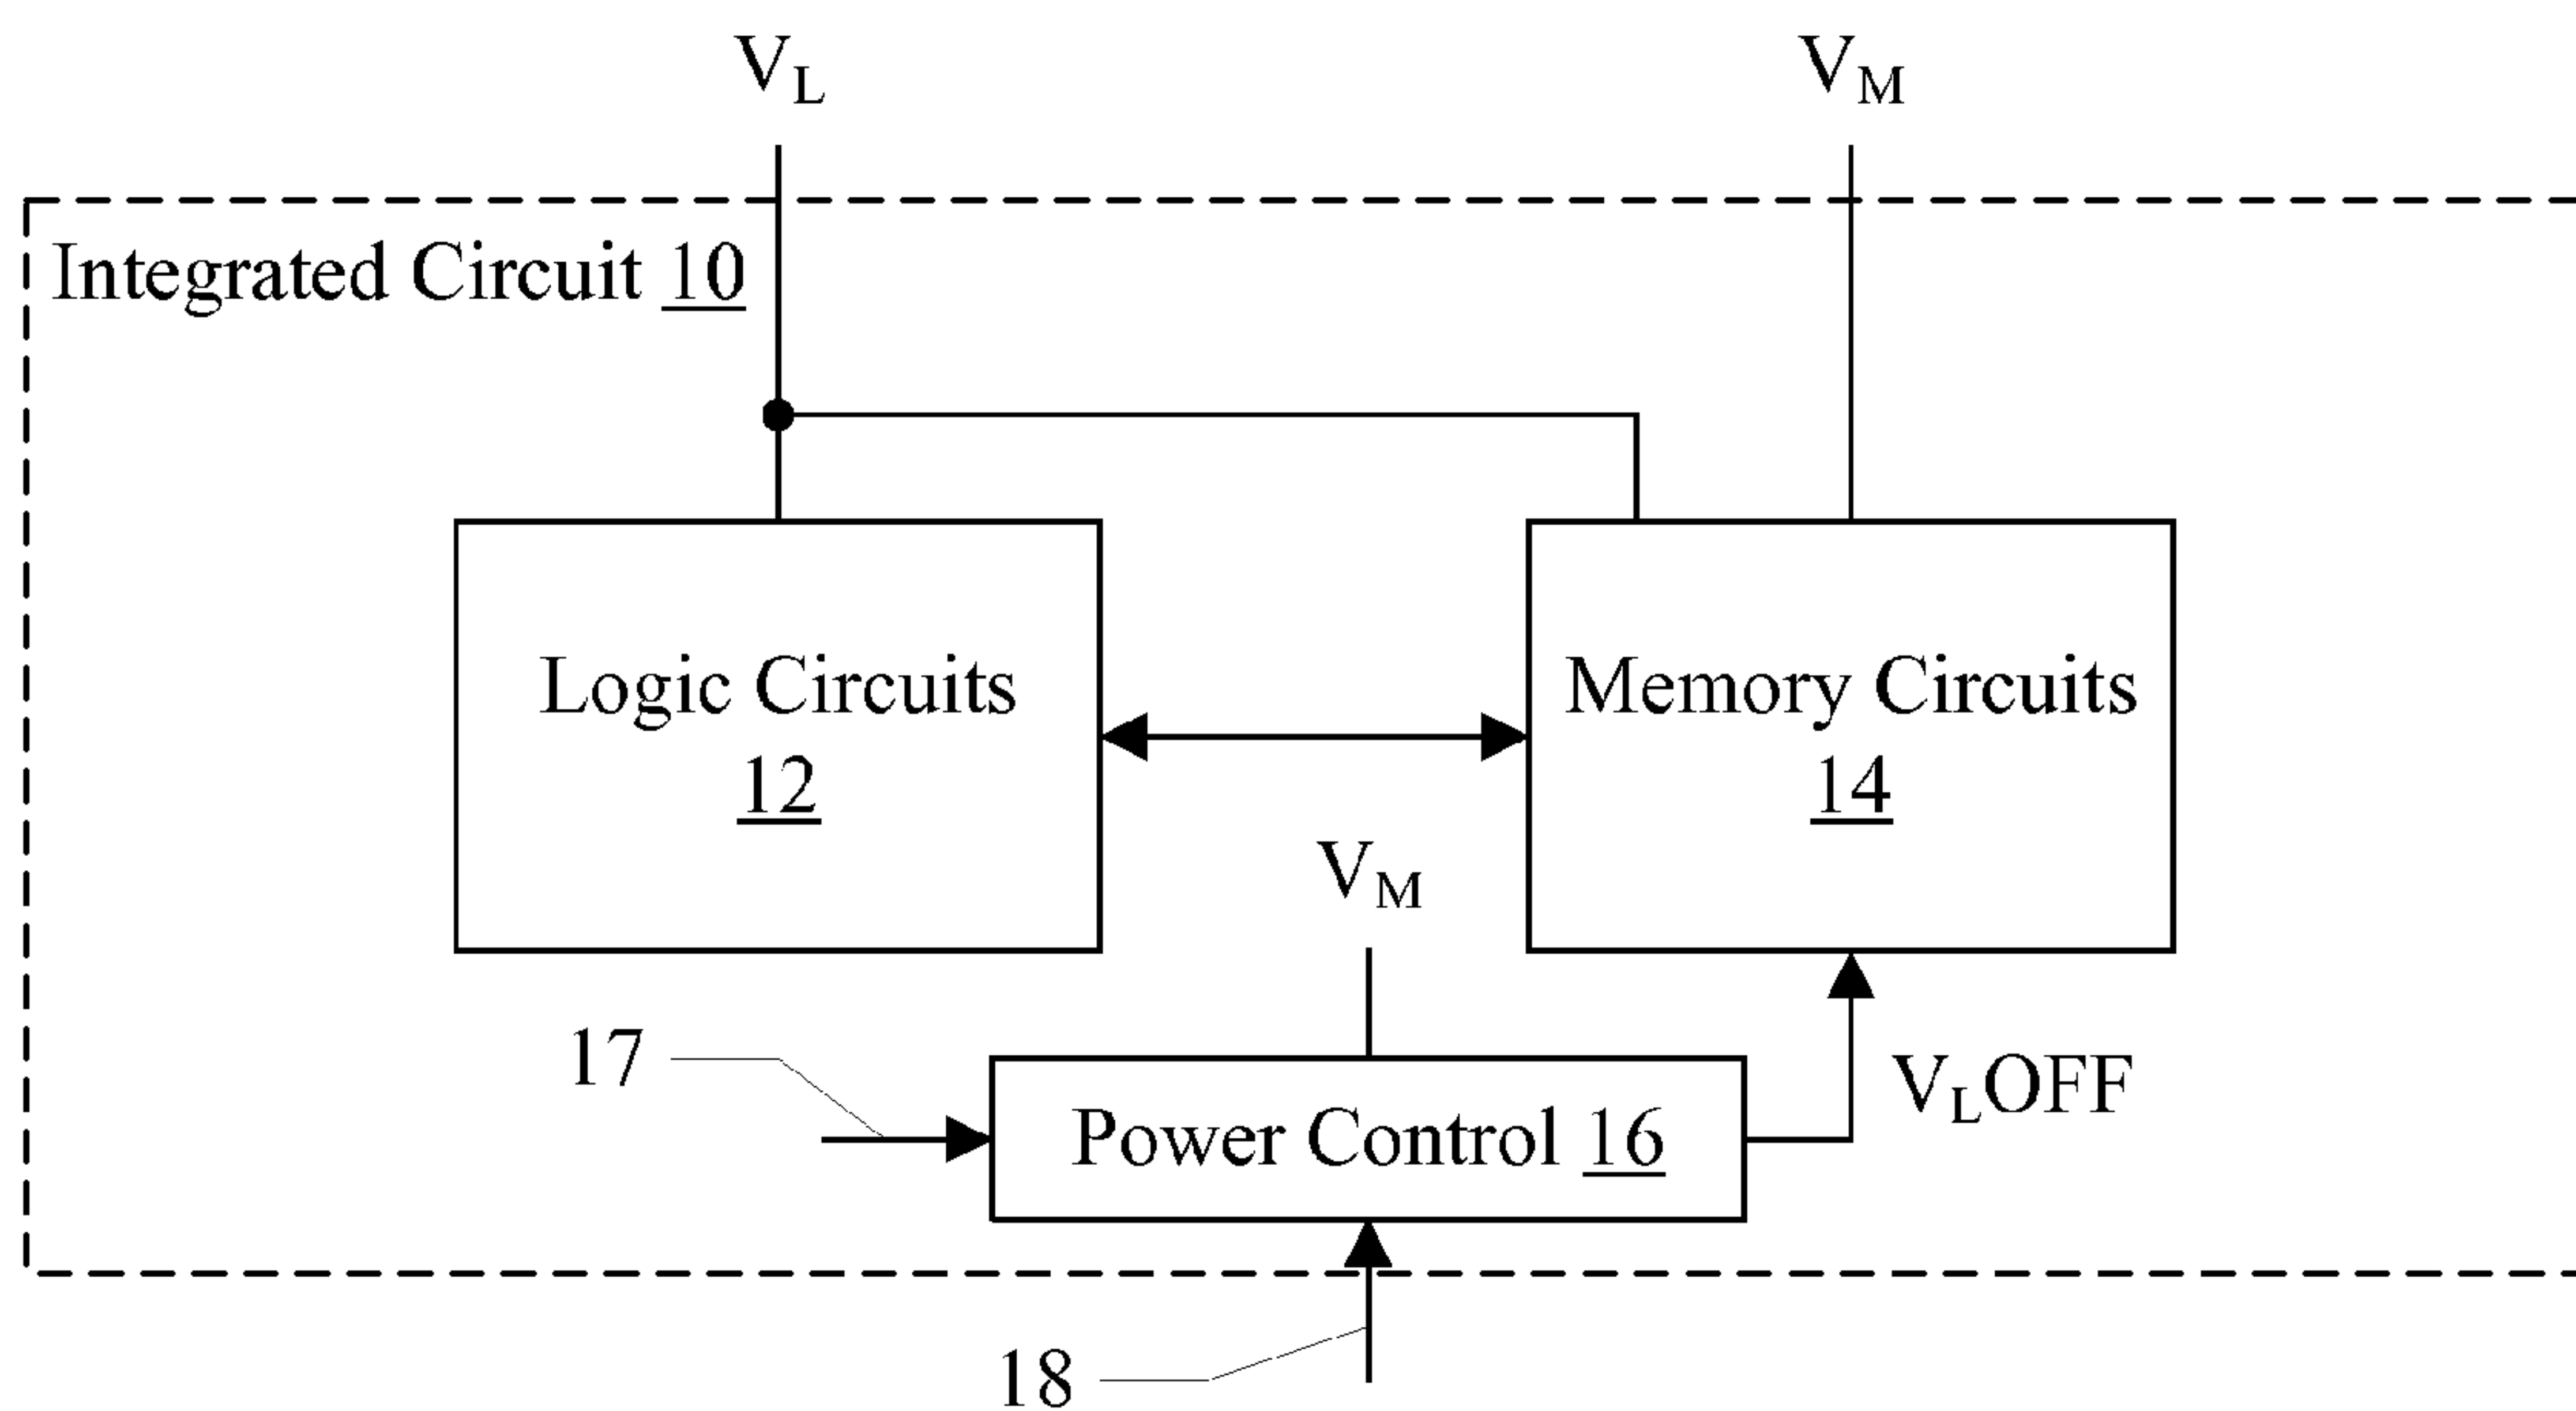 V_L
V_M
Integrated Circuit 10
Logic Circuits
12
Memory Circuits
14
V_M
17
Power Control 16
V_LOFF
18